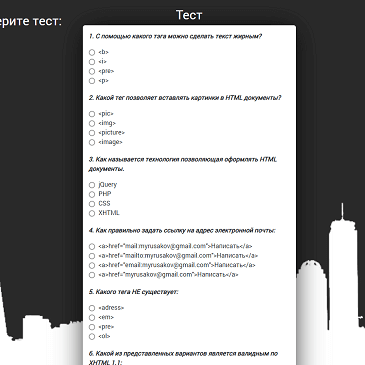 ерите тест:
Тест
1. С помощью какого тэга можно сделать текст жирным?
<b>
<i>
<pre>
<p>
2. Какой тег позволяет вставлять картинки в HTML документы?
<pic>
<img>
<picture>
<image>
3. Как называется технология позволяющая оформлять HTML
документы.
jQuery
PHP
CSS
XHTML
4. Как правильно задать ссылку на адрес электронной почты:
<a>href="mail:myrusakov@gmail.com">Написать</a>
<a>href="mailto:myrusakov@gmail.com">Написать</a>
<a>href="email:myrusakov@gmail.com">Написать</a>
<a>href="myrusakov@gmail.com">Написать</a>
5. Какого тега НЕ существует:
<adress>
<em>
<pre>
<ol>
6. Какой из представленных вариантов является валидным по
XHTML 1.1: